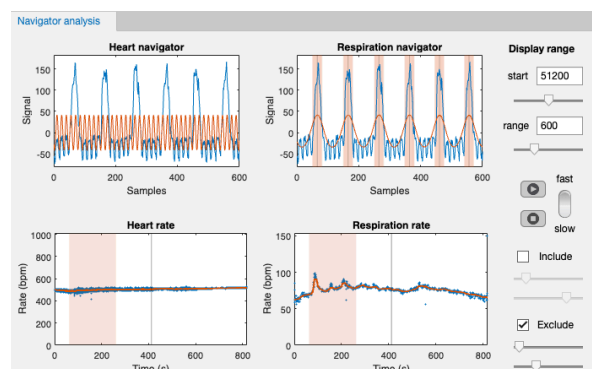 Navigator analysis
Heart navigator
Respiration navigator
Display range
Signal
150
100
50
0
-50
0
200
400
600
Samples
Signal
150
100
50
0
-50
0
200
400
600
Samples
start
51200
range
600
fast
slow
Heart rate
Respiration rate
Rate (bpm)
1000
800
600
400
200
0
0
200
400
600
800
Time (s)
Rate (bpm)
150
100
50
0
0
200
400
600
800
Time (s)
Include
Exclude